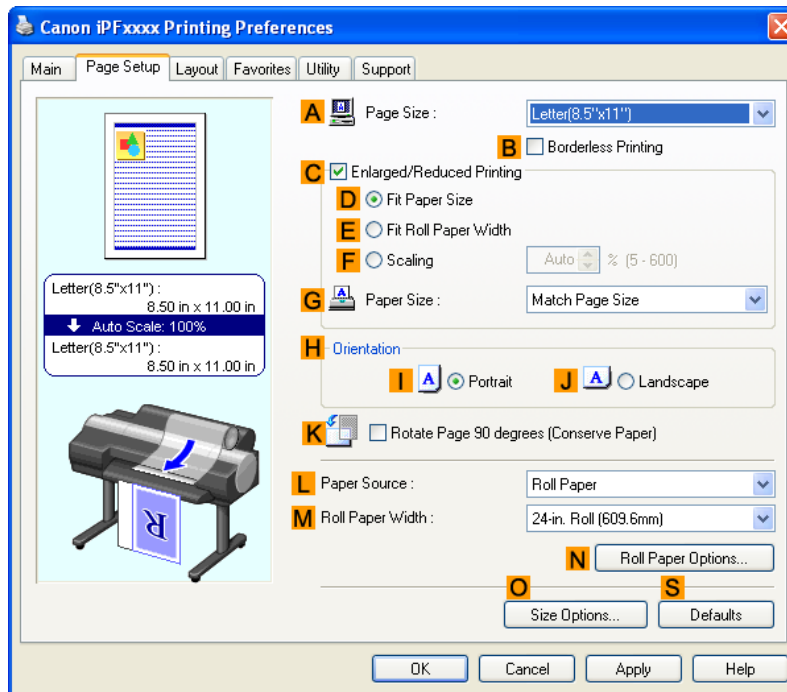 Canon iPFxxxx Printing Preferences
Main Page Setup Layout Favorites Utility Support
A Page Size : Letter(8.5"x11")
B Borderless Printing
C Enlarged/Reduced Printing
D Fit Paper Size
E Fit Roll Paper Width
F Scaling Auto % (5 - 600)
G Paper Size : Match Page Size
Letter(8.5"x11") :
8.50 in x 11.00 in
Auto Scale: 100%
Letter(8.5"x11") :
8.50 in x 11.00 in
H Orientation
I A Portrait J A Landscape
K Rotate Page 90 degrees (Conserve Paper)
L Paper Source : Roll Paper
M Roll Paper Width : 24-in. Roll (609.6mm)
N Roll Paper Options...
O S
Size Options... Defaults
R
OK Cancel Apply Help